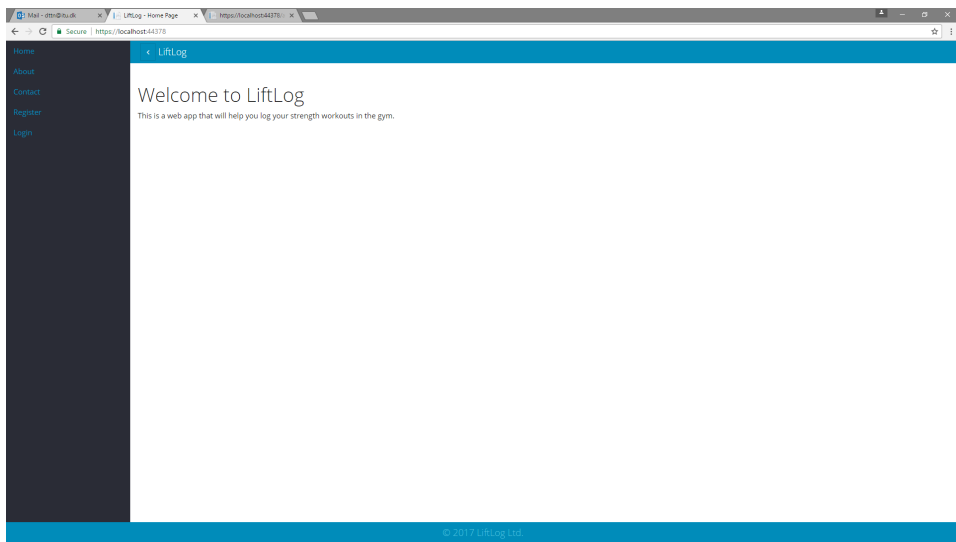 Mail - dttn@itu.dk
LiftLog - Home Page
https://localhost:44378
Secure | https://localhost:44378
Home
About
Contact
Register
Login
LiftLog
Welcome to LiftLog
This is a web app that will help you log your strength workouts in the gym.
© 2017 LiftLog Ltd.